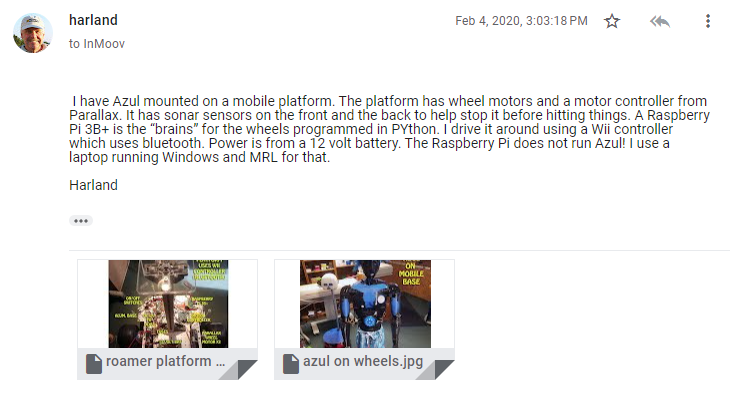 harland
Feb 4, 2020, 3:03:18 PM
to InMoov
I have Azul mounted on a mobile platform. The platform has wheel motors and a motor controller from
Parallax. It has sonar sensors on the front and the back to help stop it before hitting things. A Raspberry
Pi 3B+ is the “brains” for the wheels programmed in PYthon. I drive it around using a Wii controller
which uses bluetooth. Power is from a 12 volt battery. The Raspberry Pi does not run Azul! I use a
laptop running Windows and MRL for that.
Harland
USES WII
CONTROLLER
ON
MOBILE
BASE
roamer platform ...
azul on wheels.jpg